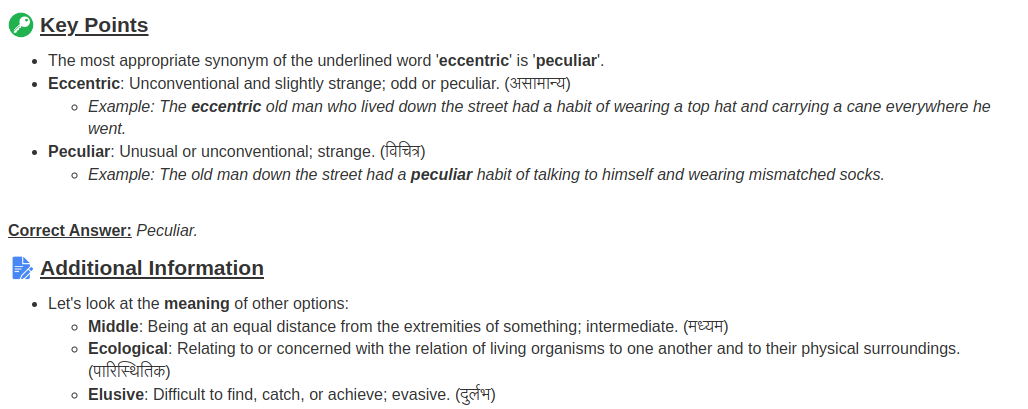 Key Points
The most appropriate synonym of the underlined word 'eccentric' is 'peculiar'.
Eccentric: Unconventional and slightly strange; odd or peculiar. (असामान्य)
Example: The eccentric old man who lived down the street had a habit of wearing a top hat and carrying a cane everywhere he
went.
Peculiar: Unusual or unconventional; strange. (विचित्र)
Example: The old man down the street had a peculiar habit of talking to himself and wearing mismatched socks.
Correct Answer: Peculiar.
Additional Information
Let's look at the meaning of other options:
Middle: Being at an equal distance from the extremities of something; intermediate. (मध्यम)
Ecological: Relating to or concerned with the relation of living organisms to one another and to their physical surroundings.
(पारिस्थितिक)
Elusive: Difficult to find, catch, or achieve; evasive. (दुर्लभ)